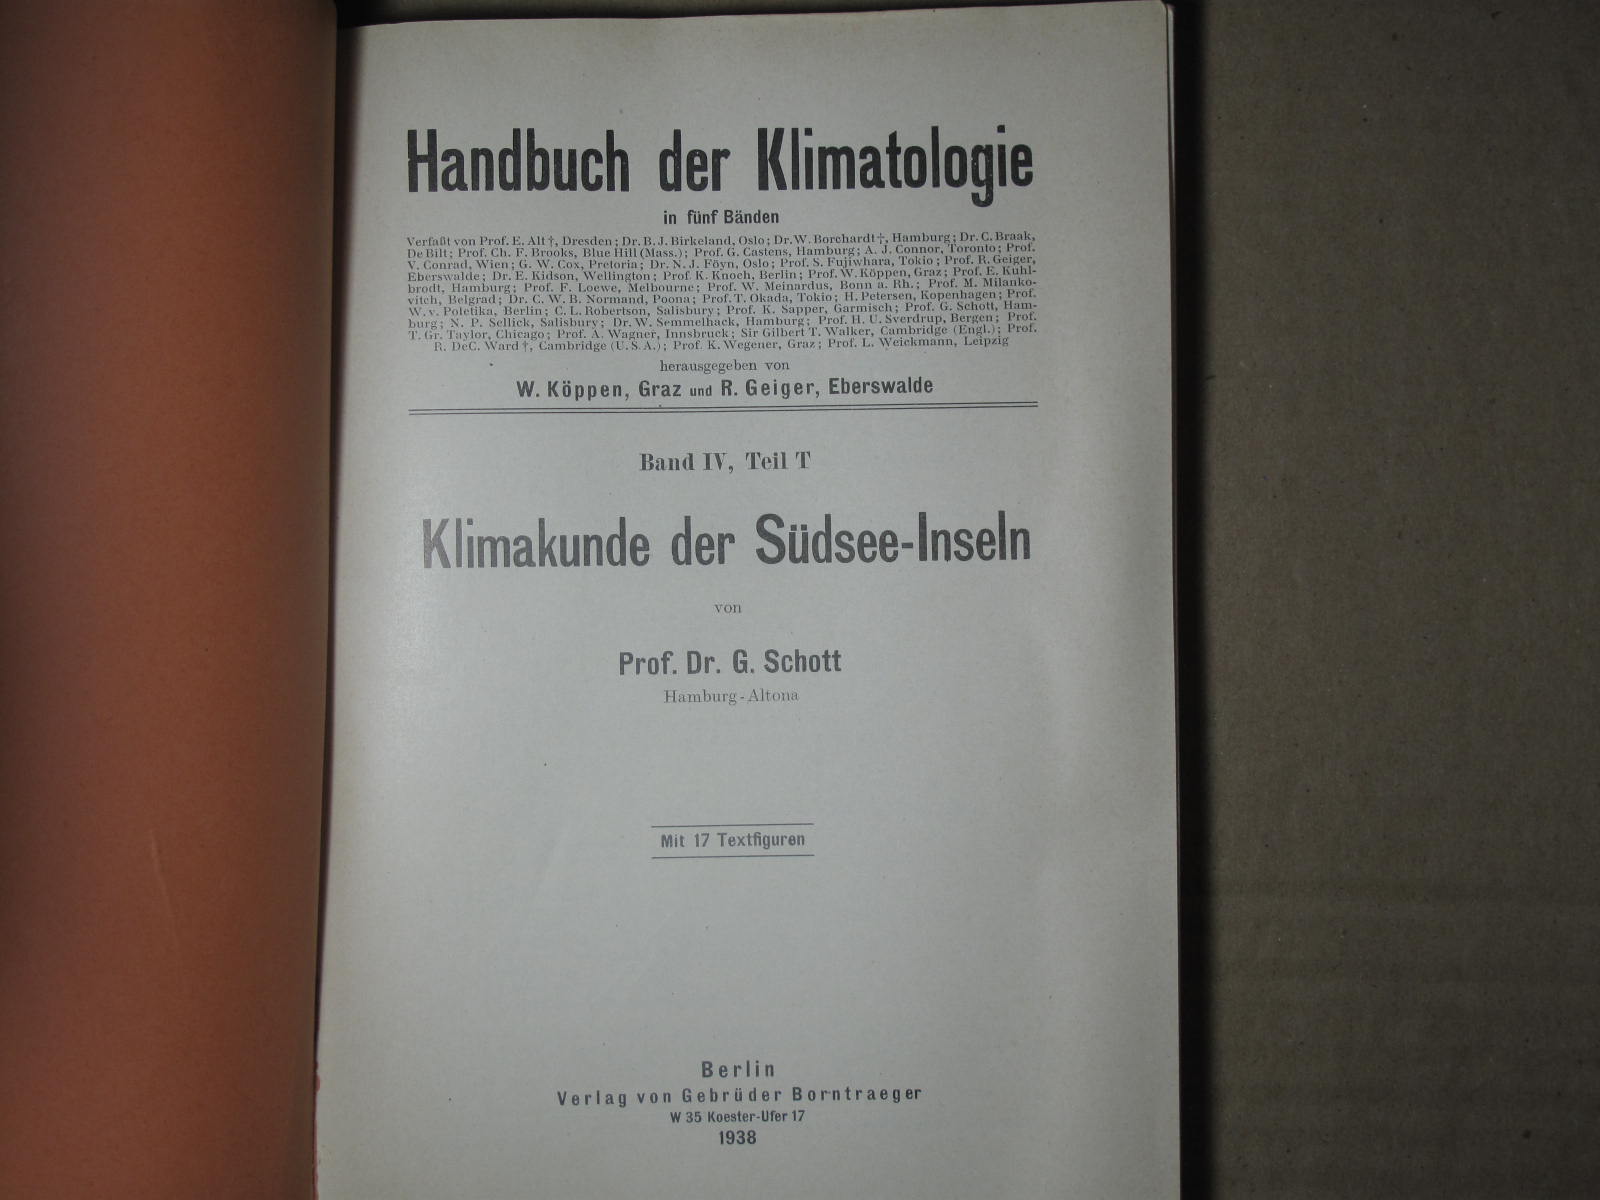 Handbuch der Klimatologie
in fünf Bänden
Verfaßt von Prof. E. Alt †, Dresden; Dr. B. J. Birkeland, Oslo; Dr. W. Borchardt †, Hamburg; Dr. C. Braak,
De Bilt; Prof. Ch. F. Brooks, Blue Hill (Mass.); Prof. G. Castens, Hamburg; A. J. Connor, Toronto; Prof.
V. Conrad, Wien; G. W. Cox, Pretoria; Dr. N. J. Föyn, Oslo; Prof. S. Fujiwhara, Tokio; Prof. R. Geiger,
Eberswalde; Dr. E. Kidson, Wellington; Prof. K. Knoch, Berlin; Prof. W. Köppen, Graz; Prof. E. Kuhl-
brodt, Hamburg; Prof. F. Loewe, Melbourne; Prof. W. Meinardus, Bonn a. Rh.; Prof. M. Milanko-
vitch, Belgrad; Dr. C. W. B. Normand, Poona; Prof. T. Okada, Tokio; H. Petersen, Kopenhagen; Prof.
W. v. Poletika, Berlin; C. L. Robertson, Salisbury; Prof. K. Sapper, Garmisch; Prof. G. Schott, Ham-
burg; N. P. Sellick, Salisbury; Dr. W. Semmelhack, Hamburg; Prof. H. U. Sverdrup, Bergen; Prof.
T. Gr. Taylor, Chicago; Prof. A. Wagner, Innsbruck; Sir Gilbert T. Walker, Cambridge (Engl.); Prof.
R. DeC. Ward †, Cambridge (U. S. A.); Prof. K. Wegener, Graz; Prof. L. Weickmann, Leipzig
herausgegeben von
W. Köppen, Graz und R. Geiger, Eberswalde
Band IV, Teil T
Klimakunde der Südsee-Inseln
von
Prof. Dr. G. Schott
Hamburg-Altona
Mit 17 Textfiguren
Berlin
Verlag von Gebrüder Borntraeger
W 35 Koester-Ufer 17
1938